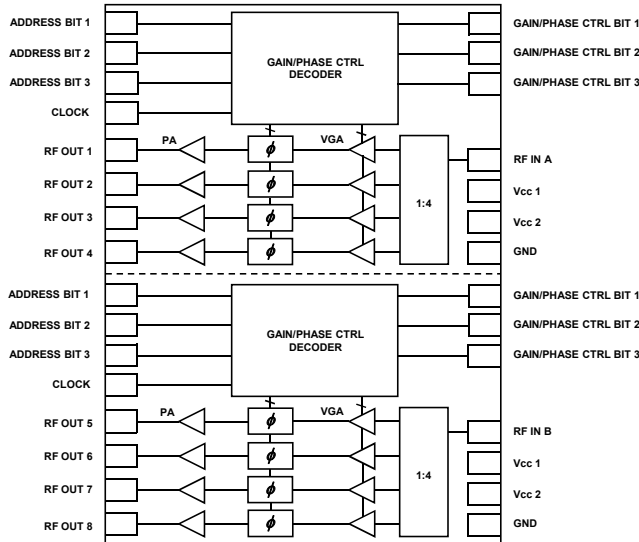 ADDRESS BIT 1
GAIN/PHASE CTRL BIT 1
ADDRESS BIT 2
GAIN/PHASE CTRL
DECODER
GAIN/PHASE CTRL BIT 2
ADDRESS BIT 3
GAIN/PHASE CTRL BIT 3
CLOCK
PA
VGA
RF OUT 1
ϕ
RF IN A
RF OUT 2
ϕ
Vcc 1
1:4
RF OUT 3
ϕ
Vcc 2
RF OUT 4
ϕ
GND
ADDRESS BIT 1
GAIN/PHASE CTRL BIT 1
ADDRESS BIT 2
GAIN/PHASE CTRL
DECODER
GAIN/PHASE CTRL BIT 2
ADDRESS BIT 3
GAIN/PHASE CTRL BIT 3
CLOCK
PA
VGA
RF OUT 5
ϕ
RF IN B
RF OUT 6
ϕ
Vcc 1
1:4
RF OUT 7
ϕ
Vcc 2
RF OUT 8
ϕ
GND